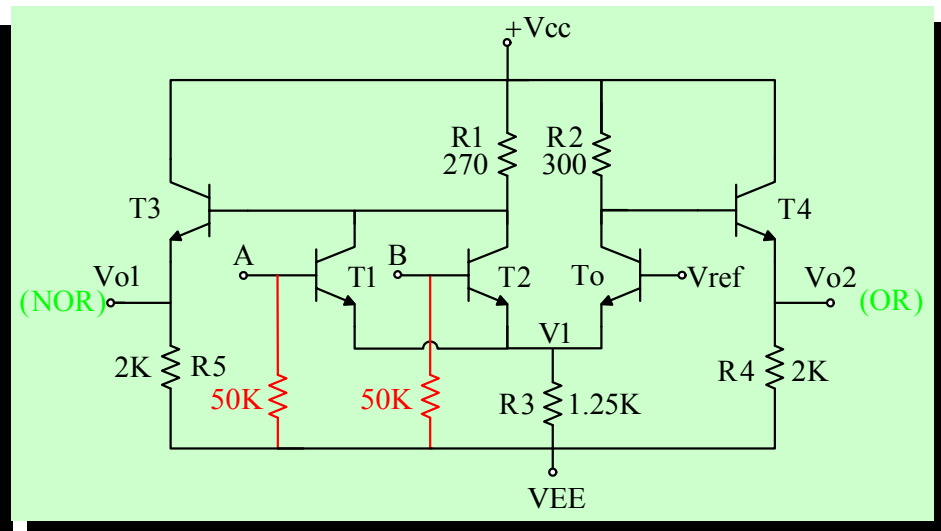 +Vcc
R1
270
R2
300
T3
T4
A
B
T1
T2
To
Vref
Vo1
(NOR)
Vo2
(OR)
V1
2K
R5
50K
50K
R3
1.25K
R4
2K
VEE